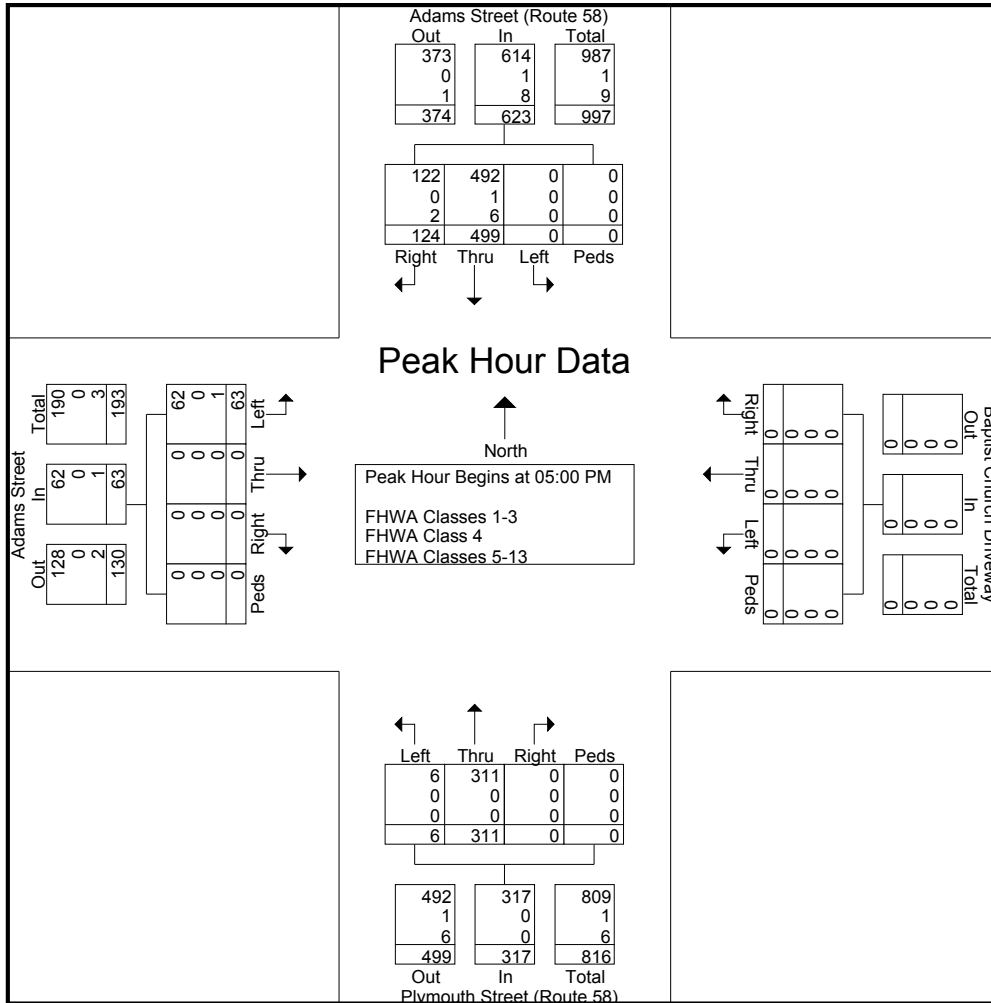 Adams Street (Route 58)
Out In Total
373 614 987
0 1 1
1 8 9
374 623 997
122 492 0 0
0 1 0 0
2 6 0 0
124 499 0 0
Right Thru Left Peds
Peak Hour Data
North
Peak Hour Begins at 05:00 PM
FHWA Classes 1-3
FHWA Class 4
FHWA Classes 5-13
Adams Street
Out In Total
128 62 190
0 0 0
2 1 3
130 63 193
62 0 0 0
0 0 0 0
1 0 0 0
63 0 0 0
Left Thru Right Peds
Baptist Church Driveway
Out In Total
0 0 0
0 0 0
0 0 0
0 0 0
Right Thru Left Peds
0 0 0 0
0 0 0 0
0 0 0 0
0 0 0 0
Left Thru Right Peds
6 311 0 0
0 0 0 0
0 0 0 0
6 311 0 0
492 317 809
1 0 1
6 0 6
499 317 816
Out In Total
Plymouth Street (Route 58)